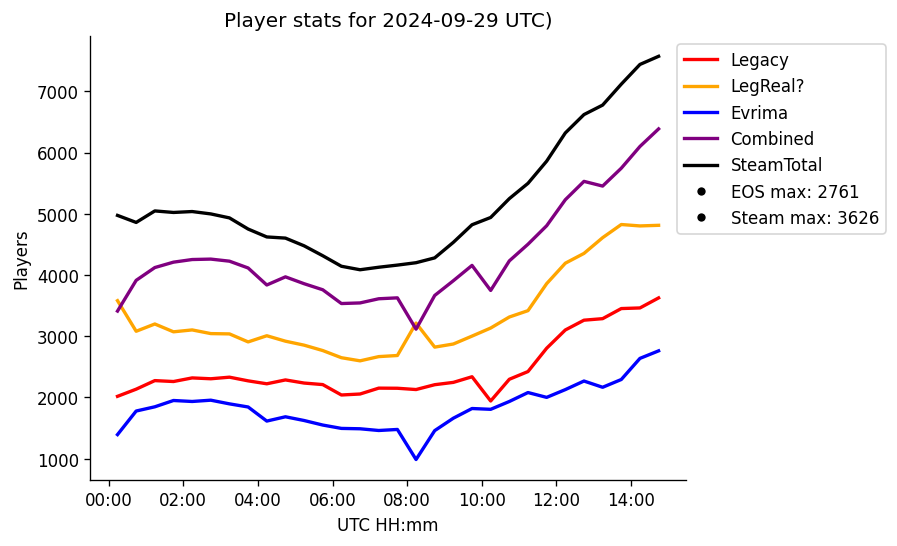 Player stats for 2024-09-29 UTC)
Legacy
LegReal?
Evrima
Combined
SteamTotal
EOS max: 2761
Steam max: 3626
Players
7000
6000
5000
4000
3000
2000
1000
00:00 02:00 04:00 06:00 08:00 10:00 12:00 14:00
UTC HH:mm